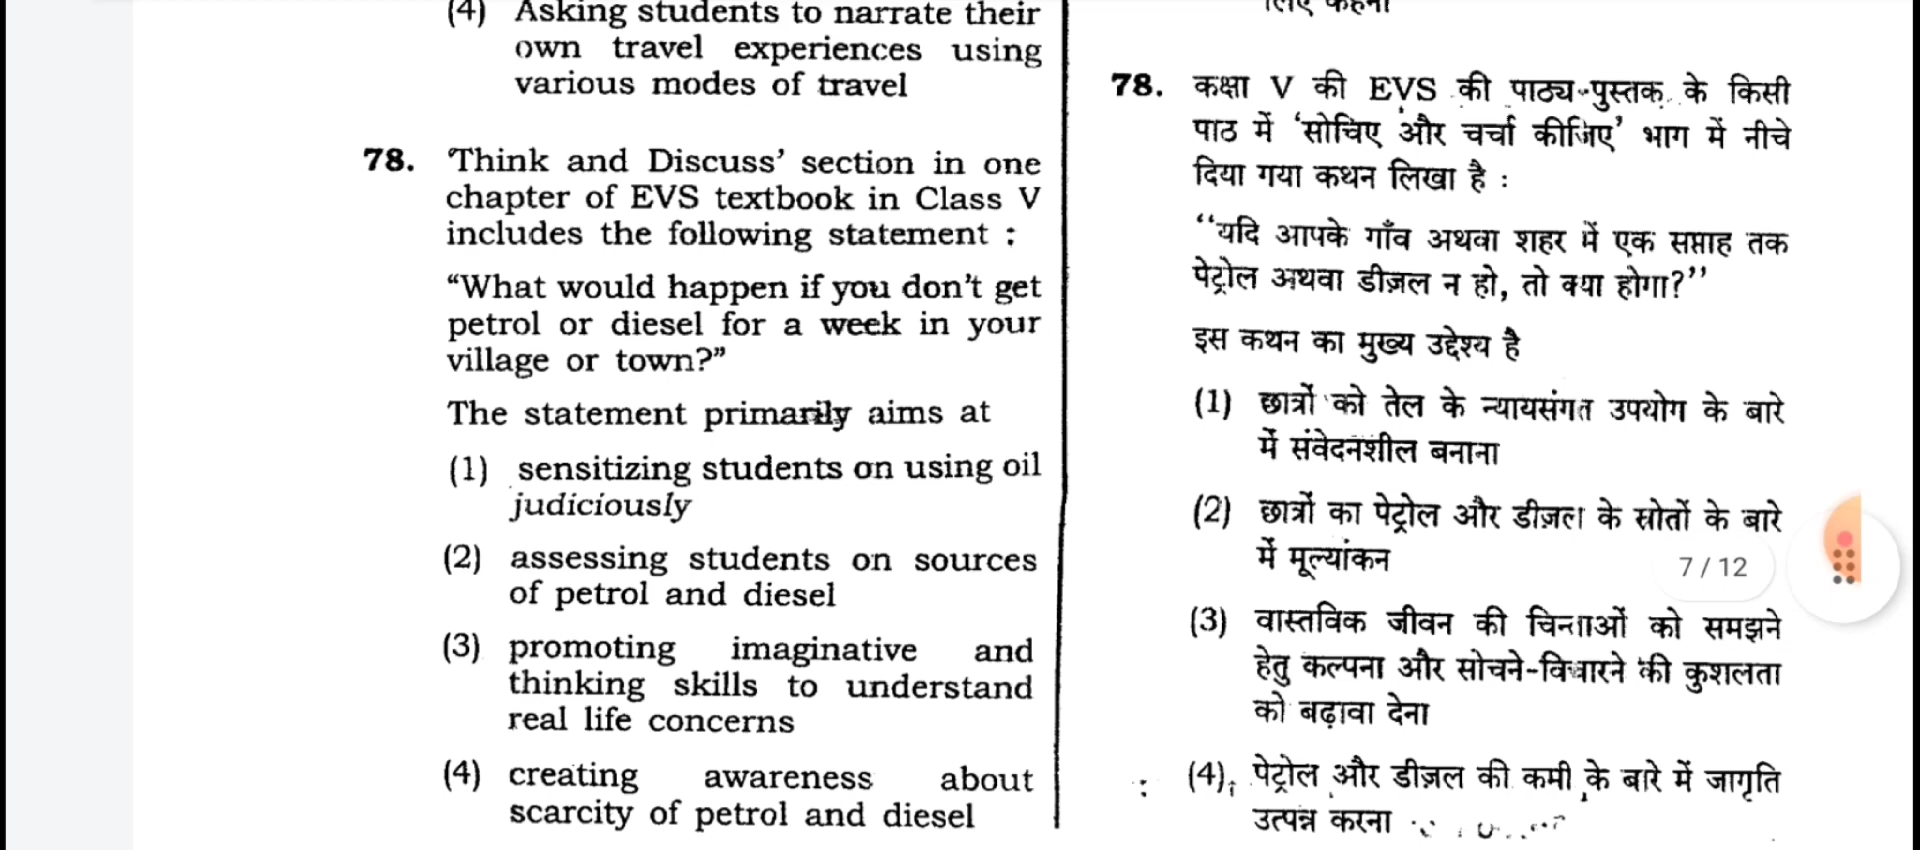 (4) Asking students to narrate their
own travel experiences using
various modes of travel
78. 'Think and Discuss' section in one
chapter of EVS textbook in Class V
includes the following statement :
“What would happen if you don't get
petrol or diesel for a week in your
village or town?”
The statement primarily aims at
(1) sensitizing students on using oil
judiciously
(2) assessing students on sources
of petrol and diesel
(3) promoting imaginative and
thinking skills to understand
real life concerns
(4) creating awareness about
scarcity of petrol and diesel
लिए कहना
78. कक्षा V की EVS की पाठ्य-पुस्तक के किसी
पाठ में ‘सोचिए और चर्चा कीजिए’ भाग में नीचे
दिया गया कथन लिखा है :
“यदि आपके गाँव अथवा शहर में एक सप्ताह तक
पेट्रोल अथवा डीज़ल न हो, तो क्या होगा?”
इस कथन का मुख्य उद्देश्य है
(1) छात्रों को तेल के न्यायसंगत उपयोग के बारे
में संवेदनशील बनाना
(2) छात्रों का पेट्रोल और डीज़ल के स्रोतों के बारे
में मूल्यांकन
(3) वास्तविक जीवन की चिन्ताओं को समझने
हेतु कल्पना और सोचने-विचारने की कुशलता
को बढ़ावा देना
(4) पेट्रोल और डीज़ल की कमी के बारे में जागृति
उत्पन्न करना
7 / 12